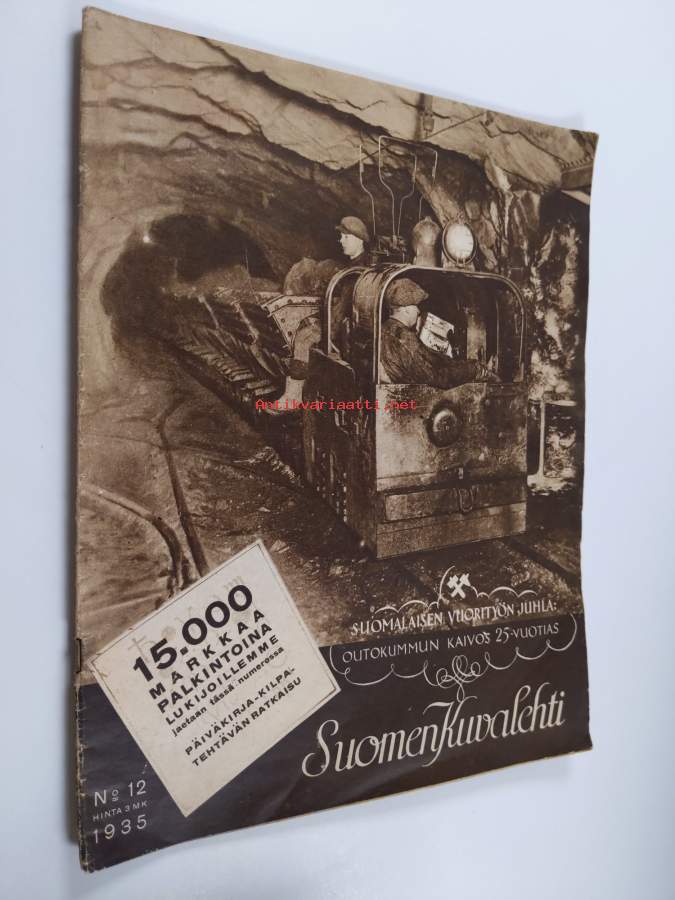 Antikvariaatti.net
15.000
MARKKAA
PALKINTOINA
LUKIJOILLEMME
jaetaan tässä numerossa
PÄIVÄKIRJA-KILPA-
TEHTÄVÄN RATKAISU
SUOMALAISEN VUORITYÖN JUHLA:
OUTOKUMMUN KAIVOS 25-VUOTIAS
Suomen Kuvalehti
No 12
HINTA 3 MK
1935